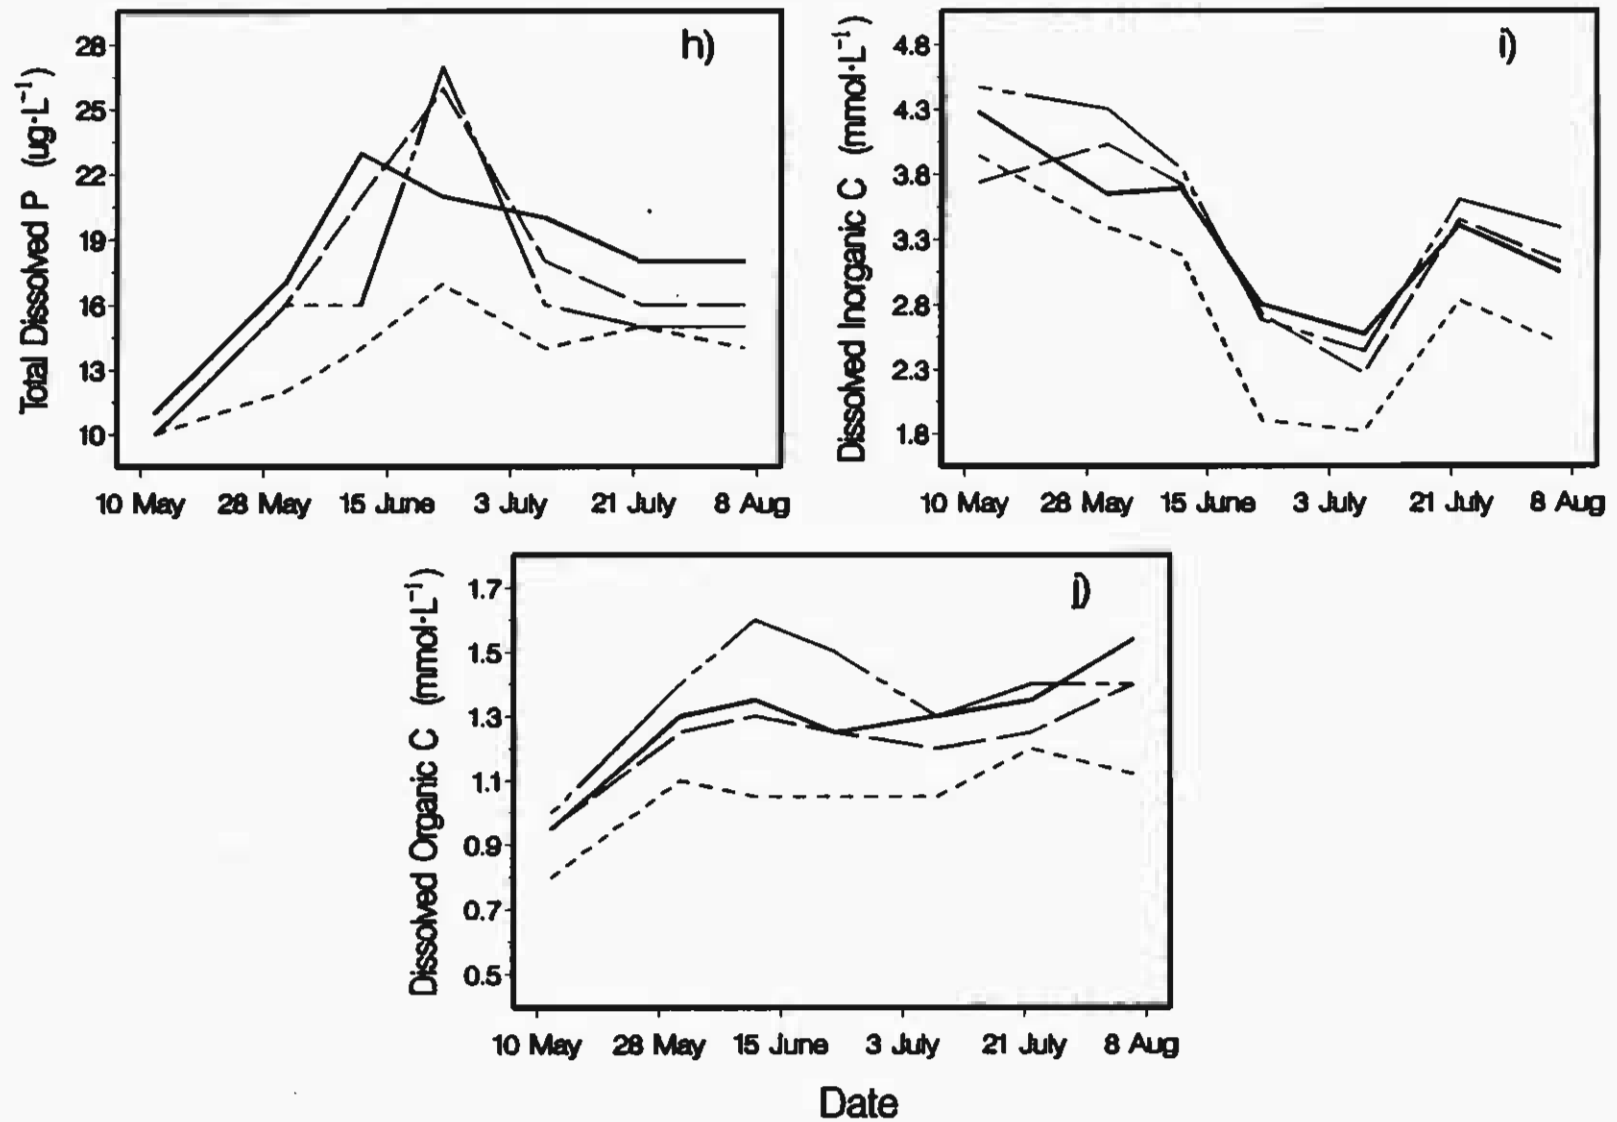 h)
Total Dissolved P (ug·L⁻¹)
28
25
22
19
16
13
10
10 May 28 May 15 June 3 July 21 July 8 Aug
i)
Dissolved Inorganic C (mmol·L⁻¹)
4.8
4.3
3.8
3.3
2.8
2.3
1.8
10 May 28 May 15 June 3 July 21 July 8 Aug
j)
Dissolved Organic C (mmol·L⁻¹)
1.7
1.5
1.3
1.1
0.9
0.7
0.5
10 May 28 May 15 June 3 July 21 July 8 Aug
Date